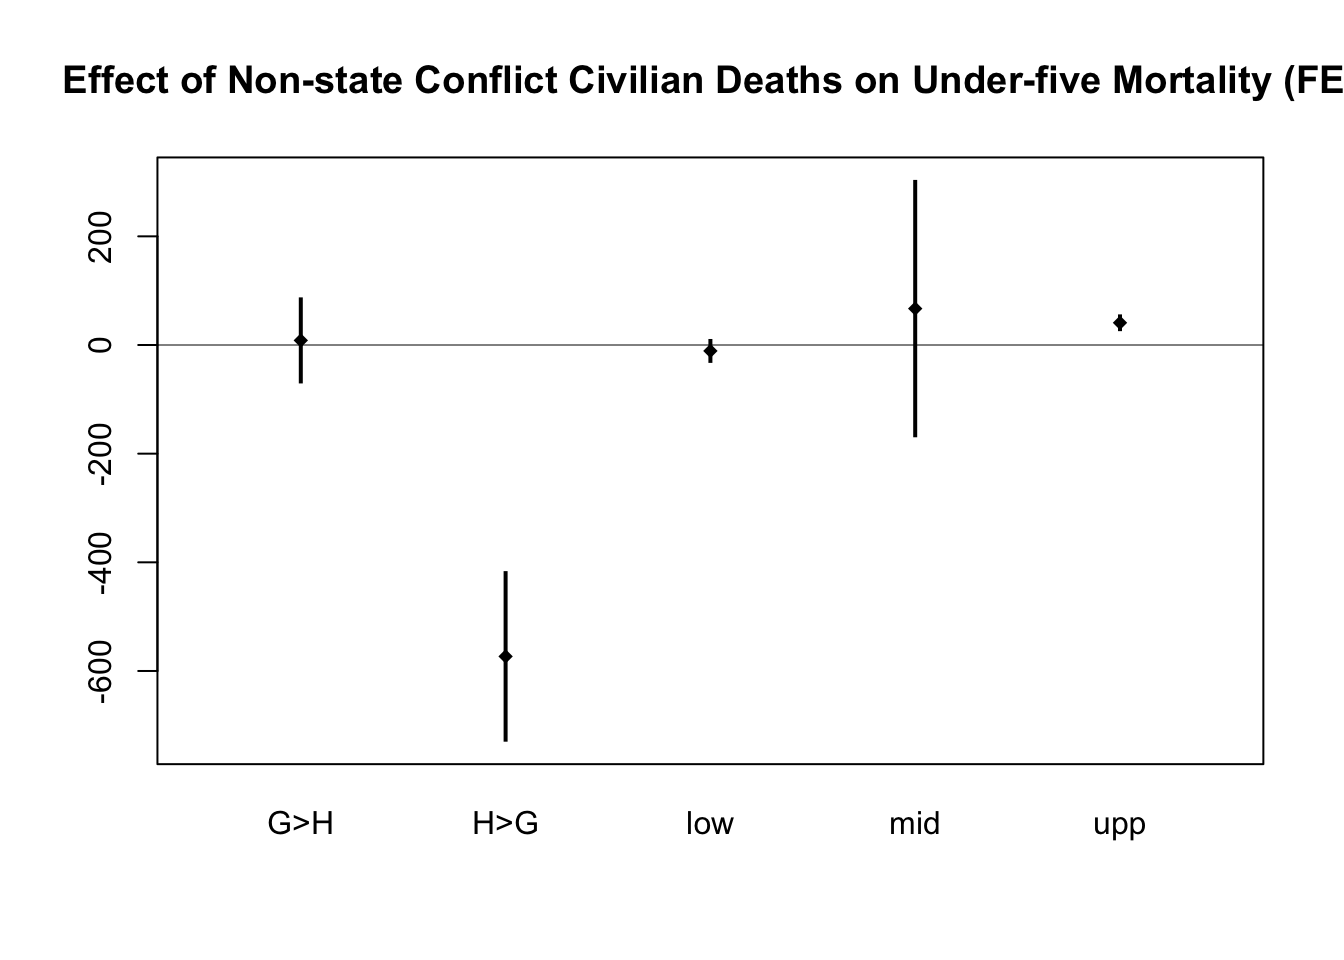 Effect of Non-state Conflict Civilian Deaths on Under-five Mortality (FE
200
0
-200
-400
-600
G>H H>G low mid upp